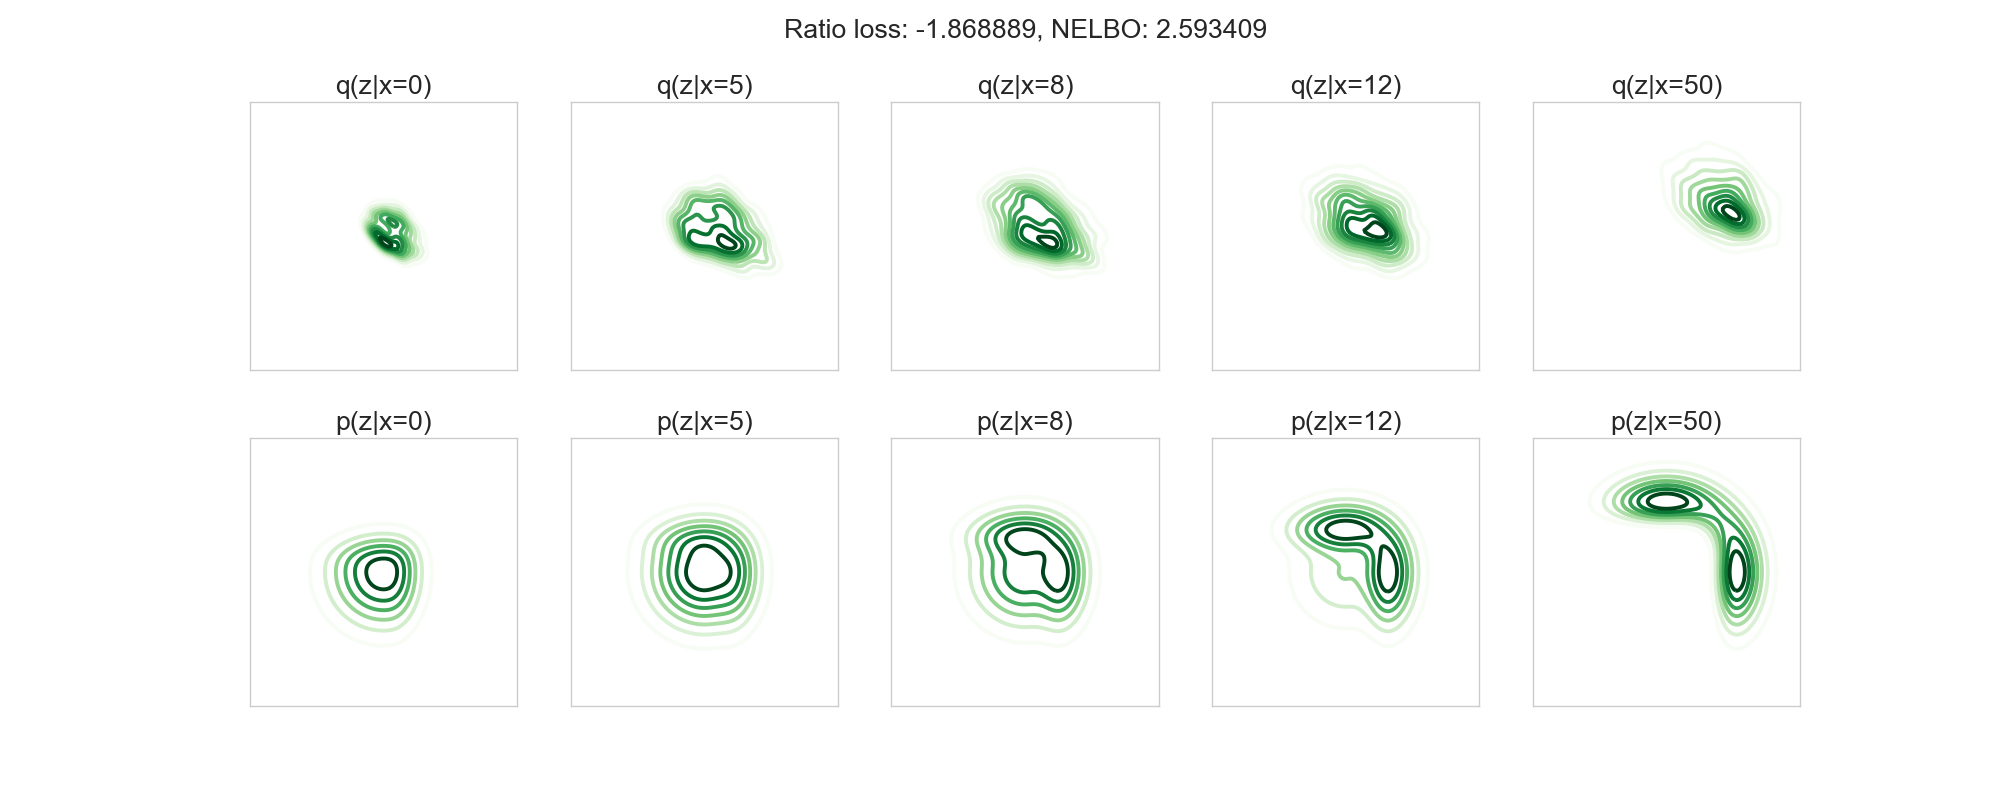 Ratio loss: -1.868889, NELBO: 2.593409
q(z|x=0) q(z|x=5) q(z|x=8) q(z|x=12) q(z|x=50)
p(z|x=0) p(z|x=5) p(z|x=8) p(z|x=12) p(z|x=50)